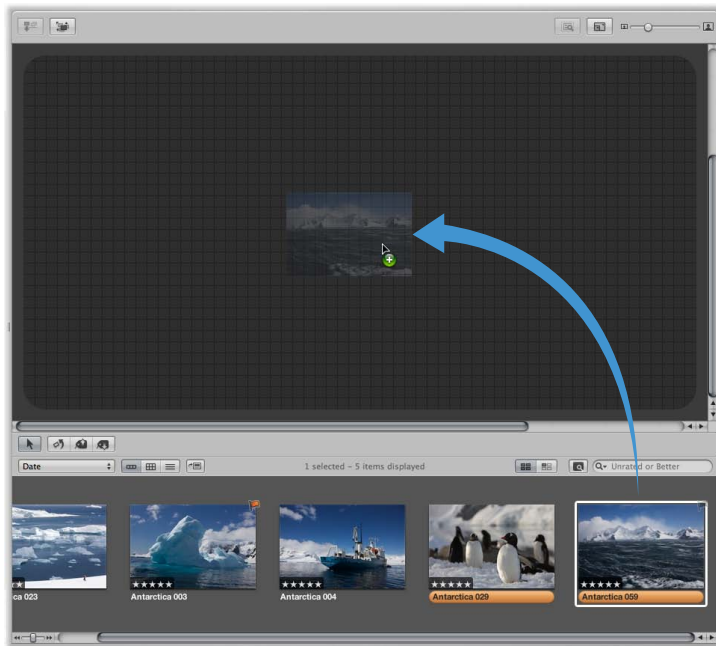 Date
1 selected – 5 items displayed
Unrated or Better
ca 023
Antarctica 003
Antarctica 004
Antarctica 029
Antarctica 059